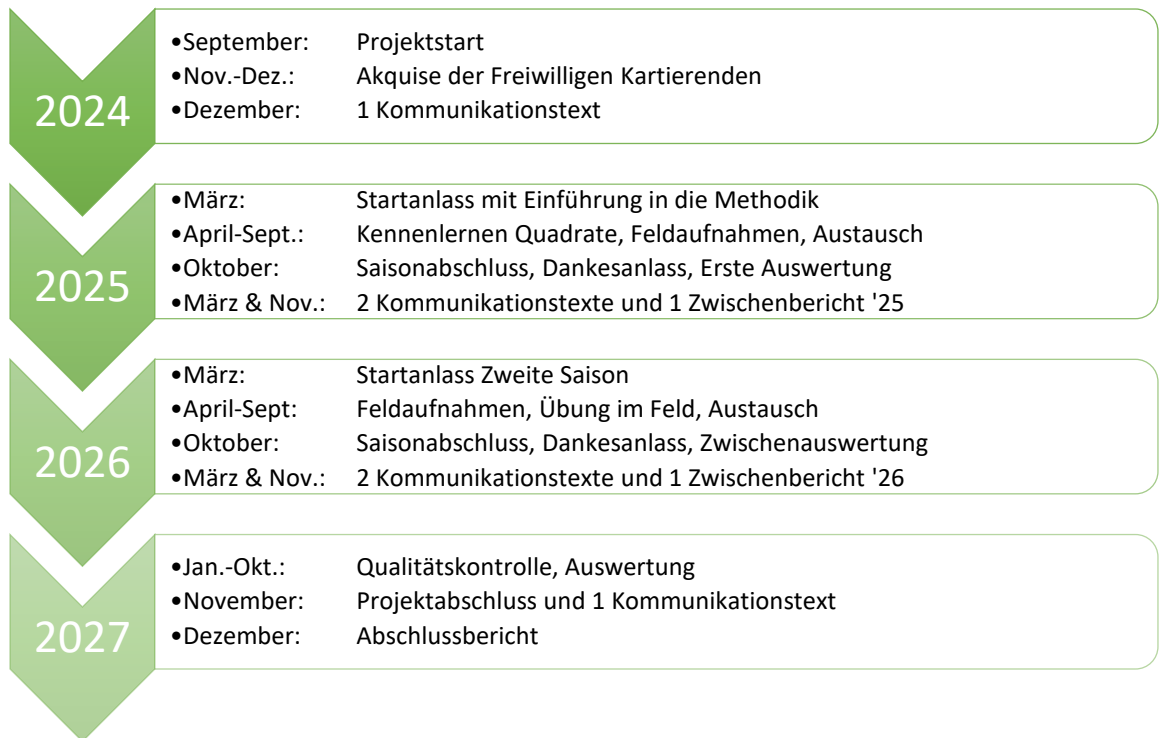 2024
•September: Projektstart
•Nov.-Dez.: Akquise der Freiwilligen Kartierenden
•Dezember: 1 Kommunikationstext
2025
•März: Startanlass mit Einführung in die Methodik
•April-Sept.: Kennenlernen Quadrate, Feldaufnahmen, Austausch
•Oktober: Saisonabschluss, Dankesanlass, Erste Auswertung
•März & Nov.: 2 Kommunikationstexte und 1 Zwischenbericht '25
2026
•März: Startanlass Zweite Saison
•April-Sept: Feldaufnahmen, Übung im Feld, Austausch
•Oktober: Saisonabschluss, Dankesanlass, Zwischenauswertung
•März & Nov.: 2 Kommunikationstexte und 1 Zwischenbericht '26
2027
•Jan.-Okt.: Qualitätskontrolle, Auswertung
•November: Projektabschluss und 1 Kommunikationstext
•Dezember: Abschlussbericht